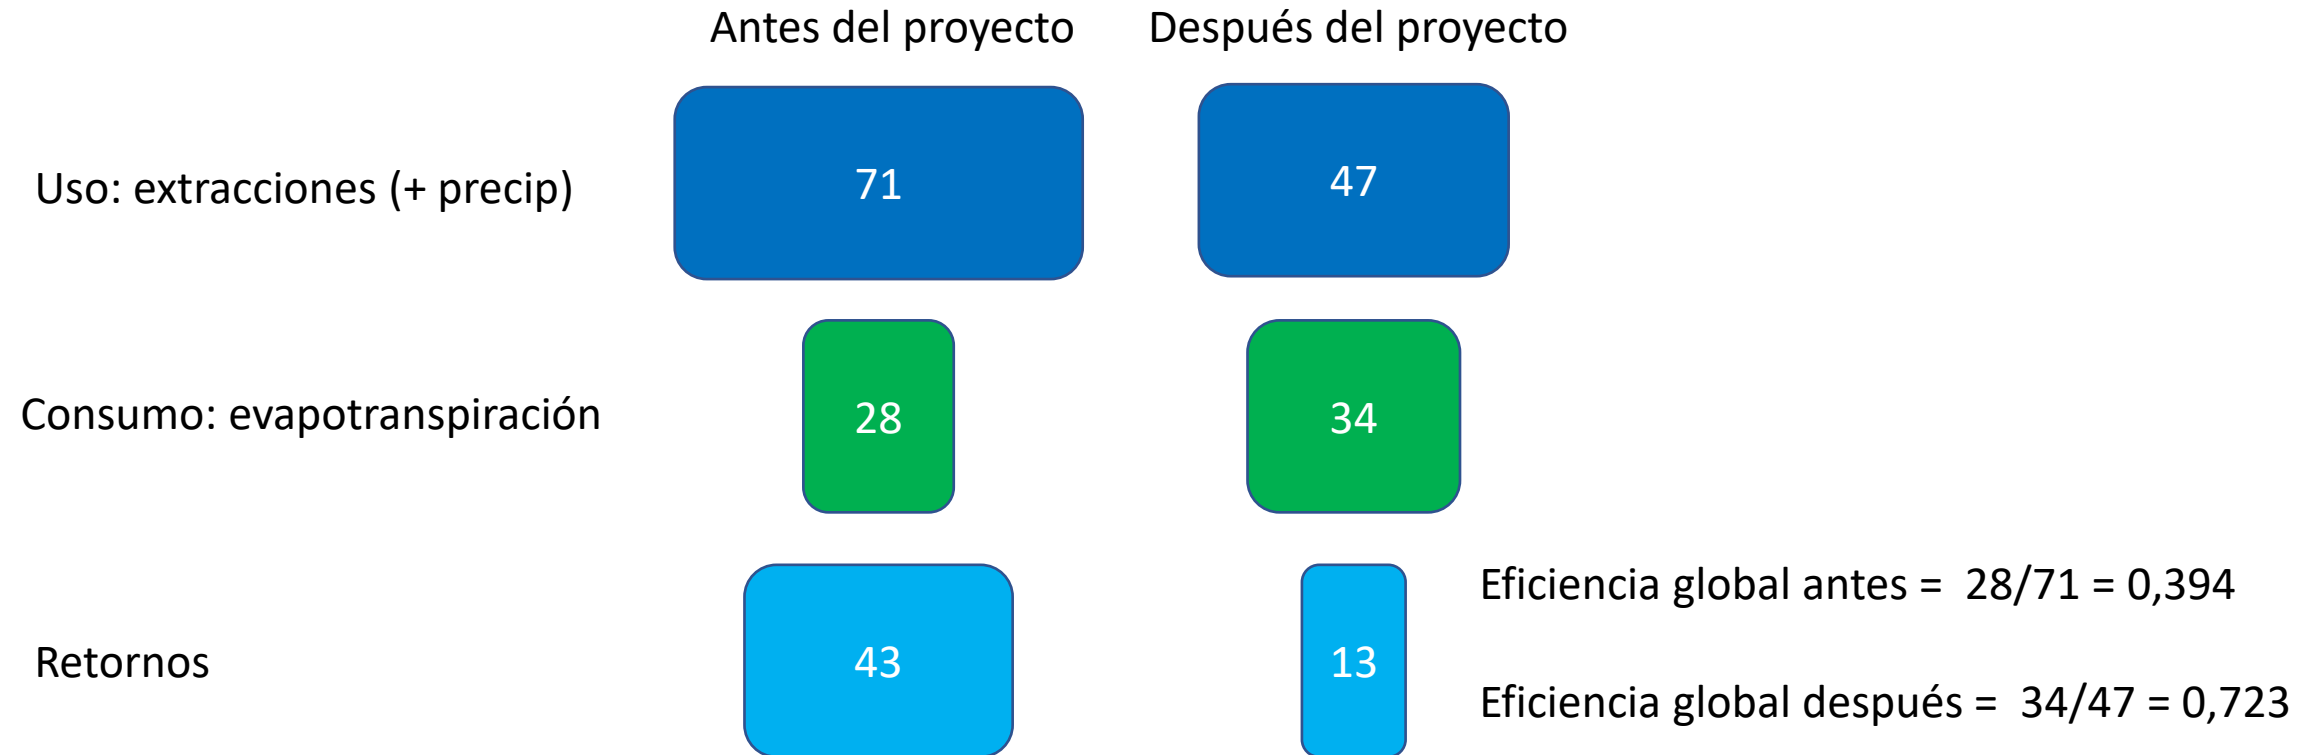 Antes del proyecto
Después del proyecto
Uso: extracciones (+ precip)
71
47
Consumo: evapotranspiración
28
34
Retornos
43
13
Eficiencia global antes =  28/71 = 0,394
Eficiencia global después =  34/47 = 0,723